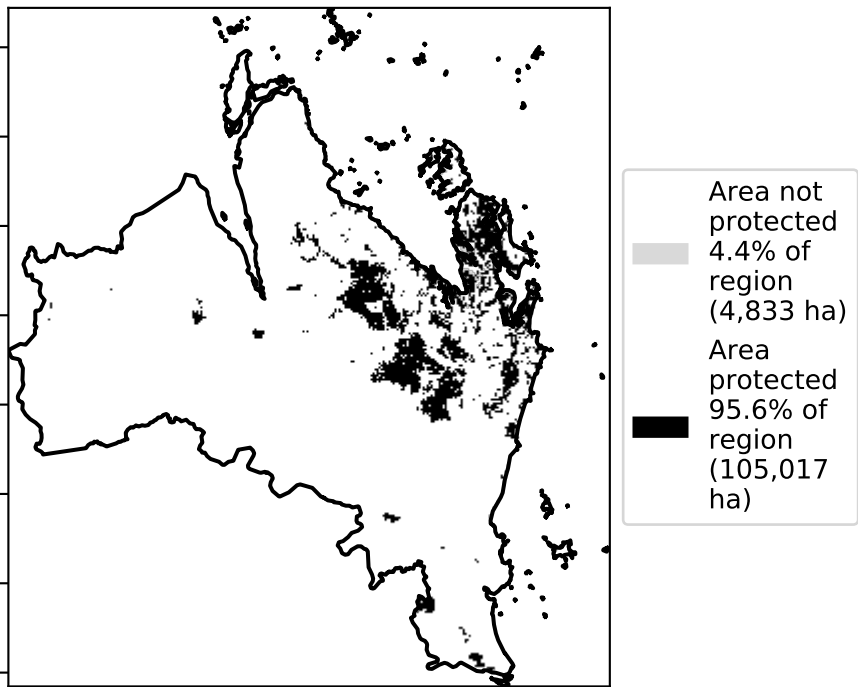 Area not
protected
4.4% of
region
(4,833 ha)
Area
protected
95.6% of
region
(105,017
ha)